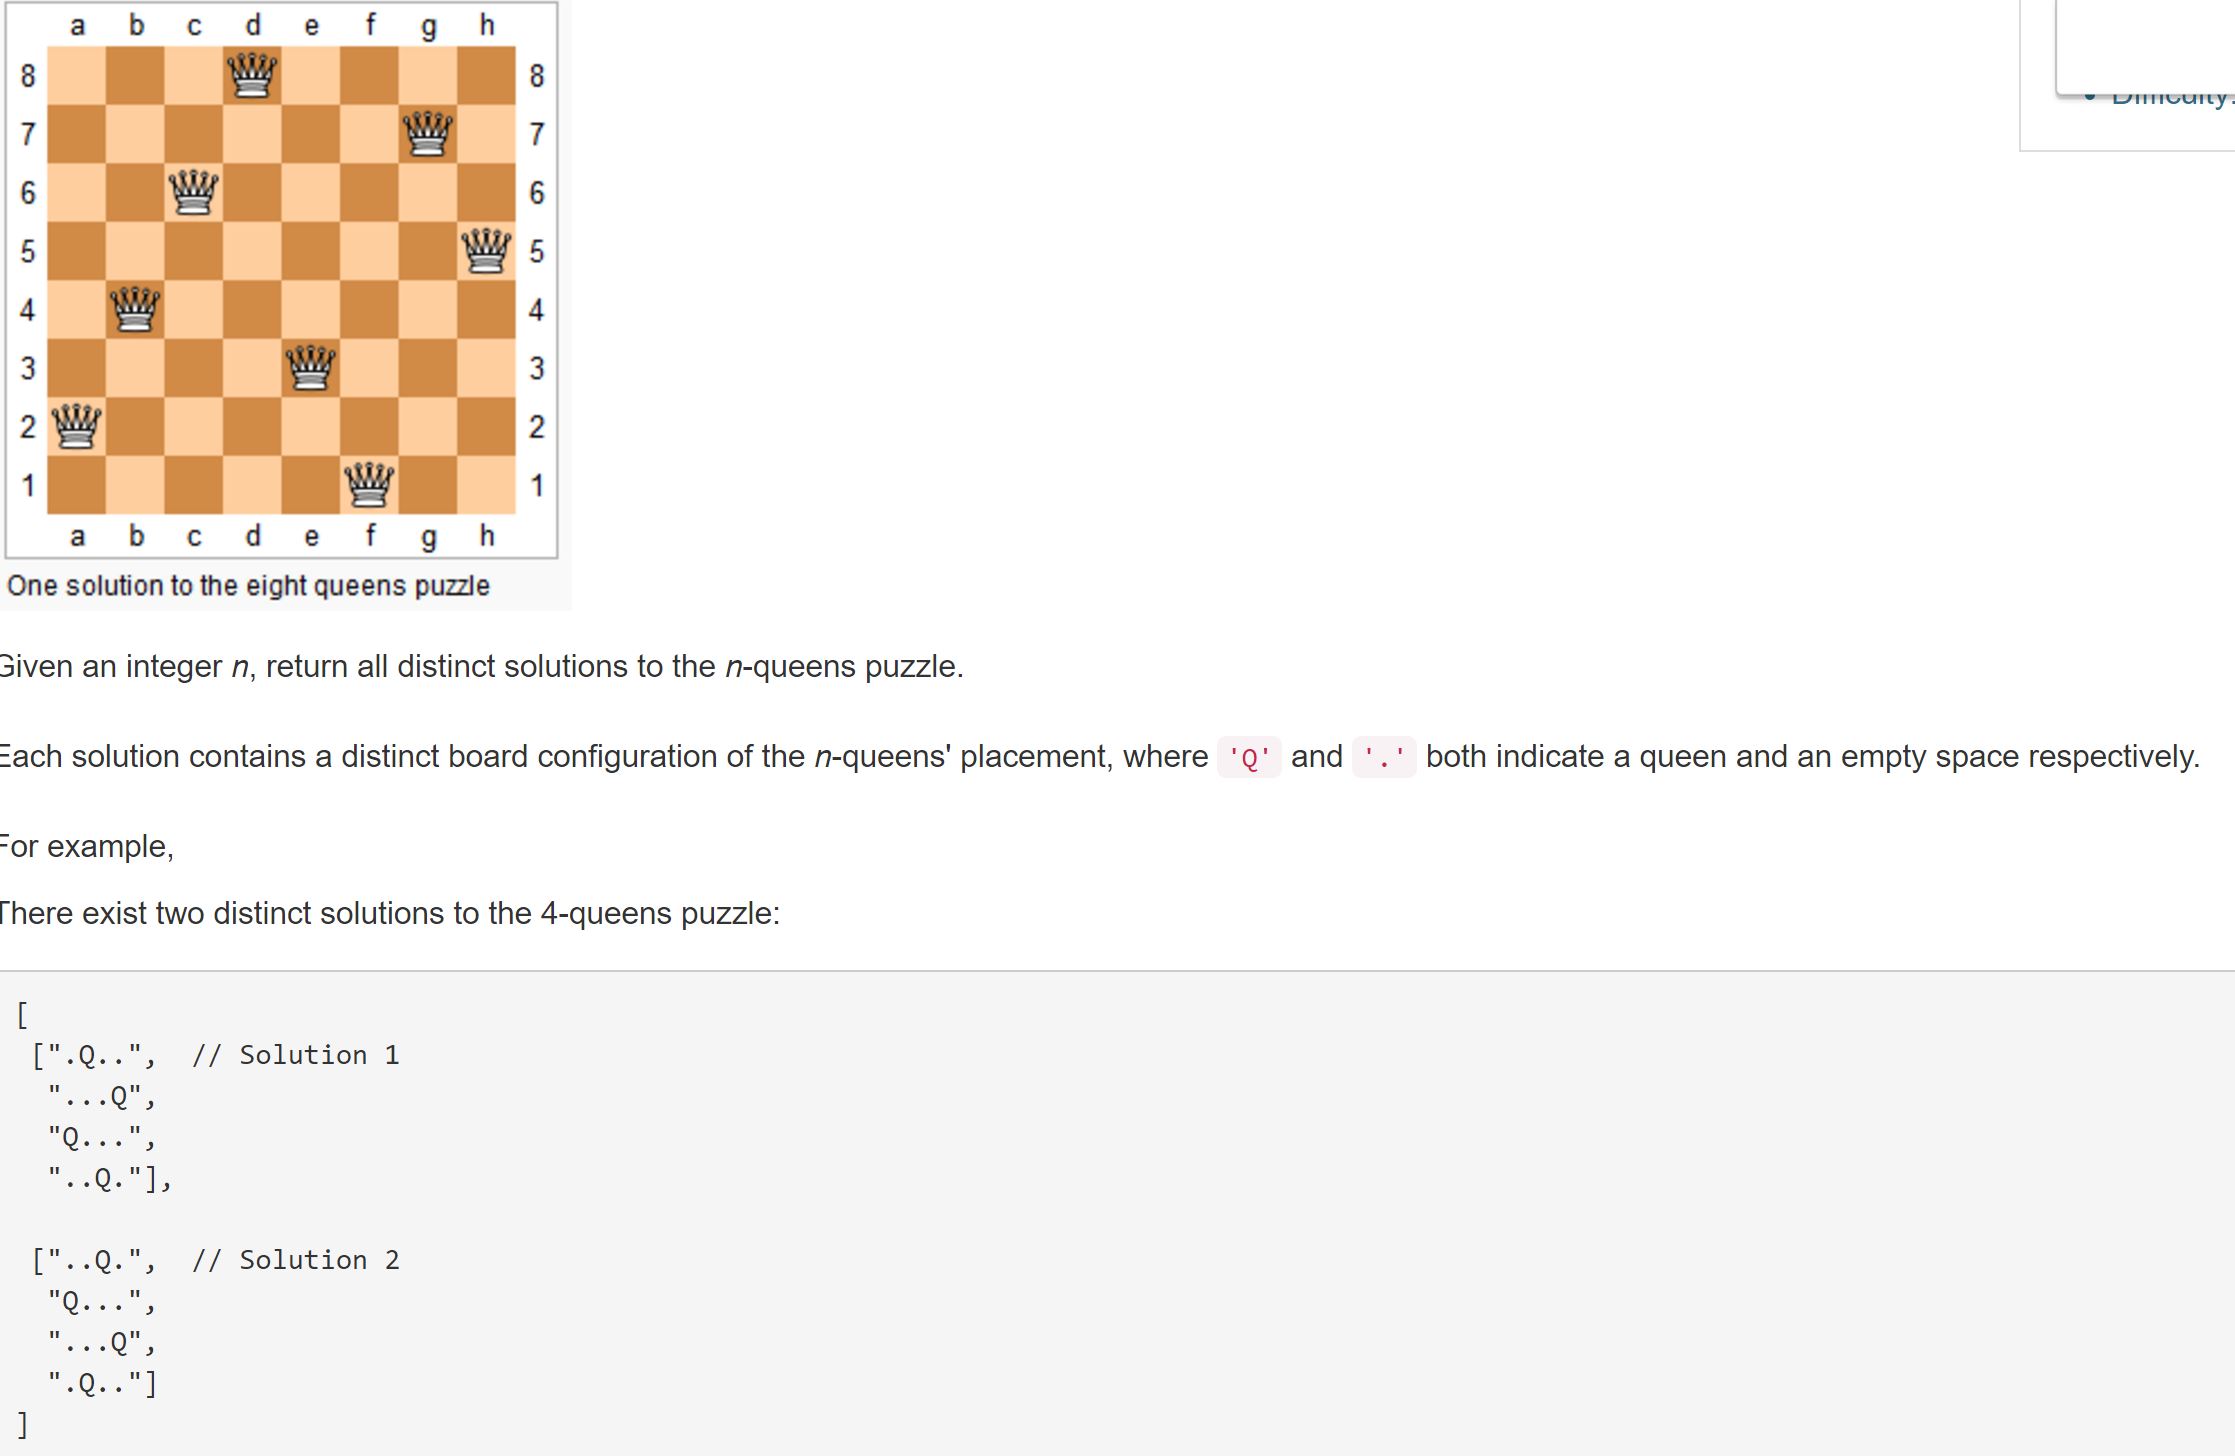 a b c d e f g h
8 8
7 7
6 6
5 5
4 4
3 3
2 2
1 1
a b c d e f g h
One solution to the eight queens puzzle
Difficulty:
Given an integer n, return all distinct solutions to the n-queens puzzle.
Each solution contains a distinct board configuration of the n-queens' placement, where 'Q' and '.' both indicate a queen and an empty space respectively.
For example,
There exist two distinct solutions to the 4-queens puzzle:
[
 [".Q..",  // Solution 1
  "...Q",
  "Q...",
  "..Q."],
 ["..Q.",  // Solution 2
  "Q...",
  "...Q",
  ".Q.."]
]